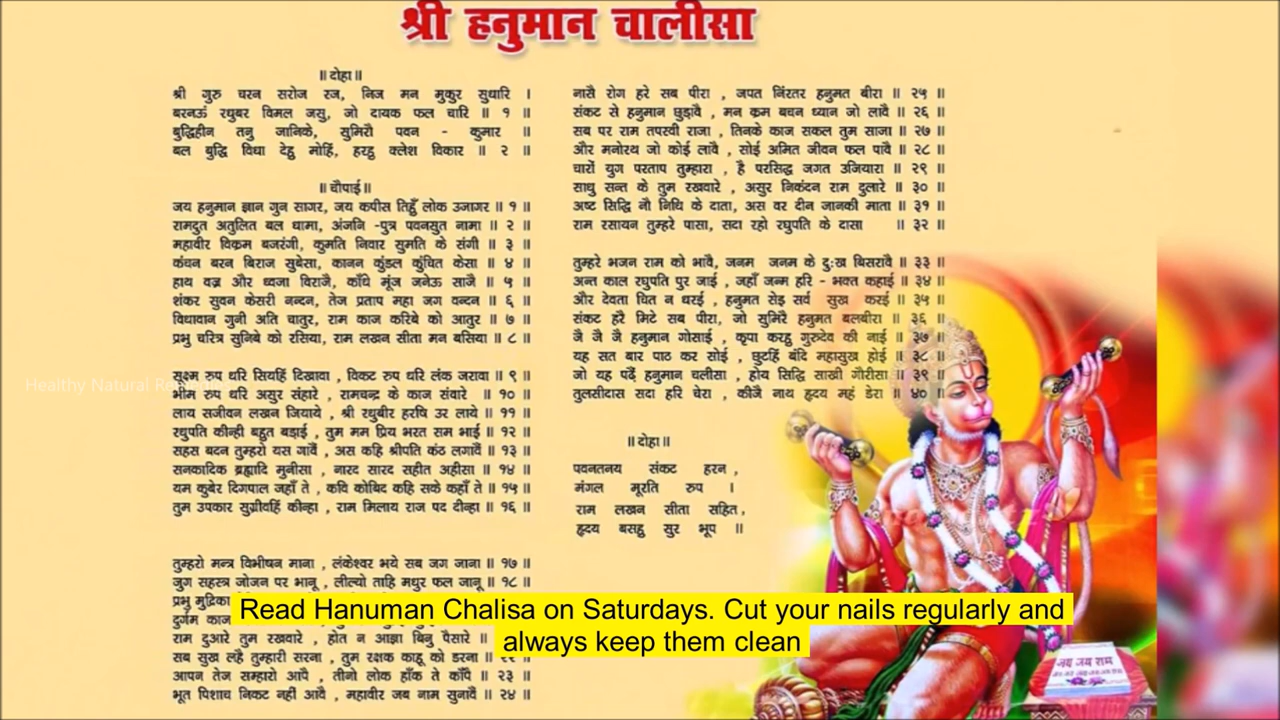 श्री हनुमान चालीसा
॥ दोहा ॥
श्री गुरु चरन सरोज रज, निज मन मुकुर सुधारि ।
बरनऊं रघुबर विमल जसु, जो दायक फल चारि ॥ १ ॥
बुद्धिहीन तनु जानिके, सुमिरौ पवन - कुमार ॥
बल बुद्धि विद्या देहु मोहिं, हरहु क्लेश विकार ॥ २ ॥
॥ चौपाई ॥
जय हनुमान ज्ञान गुन सागर, जय कपीस तिहुँ लोक उजागर ॥ १ ॥
रामदुत अतुलित बल धामा, अंजनि -पुत्र पवनसुत नामा ॥ २ ॥
महावीर विक्रम बजरंगी, कुमति निवार सुमति के संगी ॥ ३ ॥
कंचन बरन बिराज सुबेसा, कानन कुंडल कुंचित केसा ॥ ४ ॥
हाथ वज्र और ध्वजा विराजै, काँधे मूंज जनेऊ साजै ॥ ५ ॥
शंकर सुवन केसरी नन्दन, तेज प्रताप महा जग वन्दन ॥ ६ ॥
विधावान गुनी अति चातुर, राम काज करिबे को आतुर ॥ ७ ॥
प्रभु चरित्र सुनिबे को रसिया, राम लखन सीता मन बसिया ॥ ८ ॥
सूक्ष्म रुप धरि सियहिं दिखावा , विकट रुप धरि लंक जरावा ॥ ९ ॥
भीम रुप धरि असुर संहारे , रामचन्द्र के काज संवारे ॥ १० ॥
लाय सजीवन लखन जियाये , श्री रघुबीर हरषि उर लाये ॥ ११ ॥
रघुपति कीन्ही बहुत बड़ाई , तुम मम प्रिय भरत सम भाई ॥ १२ ॥
सहस बदन तुम्हरो यस गांवैं , अस कहि श्रीपति कंठ लगावैं ॥ १३ ॥
सनकादिक ब्रह्मादि मुनीसा , नारद सारद सहीत अहीसा ॥ १४ ॥
यम कुबेर दिगपाल जहाँ ते , कवि कोबिद कहि सके कहाँ ते ॥ १५ ॥
तुम उपकार सुग्रीवहिं कीन्हा , राम मिलाय राज पद दीन्हा ॥ १६ ॥
तुम्हरो मन्त्र विभीषन माना , लंकेश्वर भये सब जग जाना ॥ १७ ॥
जुग सहस्त्र जोजन पर भानू , लील्यो ताहि मधुर फल जानू ॥ १८ ॥
प्रभु मुद्रिका
दुर्गम काज
राम दुआरे तुम रखवारे , होत न आज्ञा बिनु पैसारे ॥
सब सुख लहै तुम्हारी सरना , तुम रक्षक काहू को डरना ॥ २२ ॥
आपन तेज सम्हारो आपै , तीनो लोक हाँक ते काँपै ॥ २३ ॥
भूत पिशाच निकट नहीं आवै , महावीर जब नाम सुनावै ॥ २४ ॥
नासै रोग हरे सब पीरा , जपत निंरतर हनुमत बीरा ॥ २५ ॥
संकट से हनुमान छुड़ावै , मन क्रम बचन ध्यान जो लावै ॥ २६ ॥
सब पर राम तपस्वी राजा , तिनके काज सकल तुम साजा ॥ २७ ॥
और मनोरथ जो कोई लावै , सोई अमित जीवन फल पावै ॥ २८ ॥
चारों युग परताप तुम्हारा , है परसिद्ध जगत उजियारा ॥ २९ ॥
साधु सन्त के तुम रखवारे , असुर निकंदन राम दुलारे ॥ ३० ॥
अष्ट सिद्धि नौ निधि के दाता, अस वर दीन जानकी माता ॥ ३१ ॥
राम रसायन तुम्हरे पासा, सदा रहो रघुपति के दासा ॥ ३२ ॥
तुम्हरे भजन राम को भावै, जनम जनम के दुःख बिसरावै ॥ ३३ ॥
अन्त काल रघुपति पुर जाई , जहाँ जन्म हरि - भक्त कहाई ॥ ३४ ॥
और देवता चित न धरई , हनुमत सेइ सर्व सुख करई ॥ ३५ ॥
संकट हरै मिटे सब पीरा, जो सुमिरै हनुमत बलबीरा ॥ ३६ ॥
जै जै जै हनुमान गोसाई , कृपा करहु गुरुदेव की नाई ॥ ३७ ॥
यह सत बार पाठ कर सोई , छुटहिं बंदि महासुख होई ॥ ३८ ॥
जो यह पढ़ैं हनुमान चलीसा , होय सिद्धि साखी गौरीसा ॥ ३९ ॥
तुलसीदास सदा हरि चेरा , कीजै नाथ हृदय महं डेरा ॥ ४० ॥
॥ दोहा ॥
पवनतनय संकट हरन ,
मंगल मूरति रुप ।
राम लखन सीता सहित ,
हृदय बसहु सुर भूप ॥
Healthy Natural Remedies
जय जय राम
Read Hanuman Chalisa on Saturdays. Cut your nails regularly and
always keep them clean